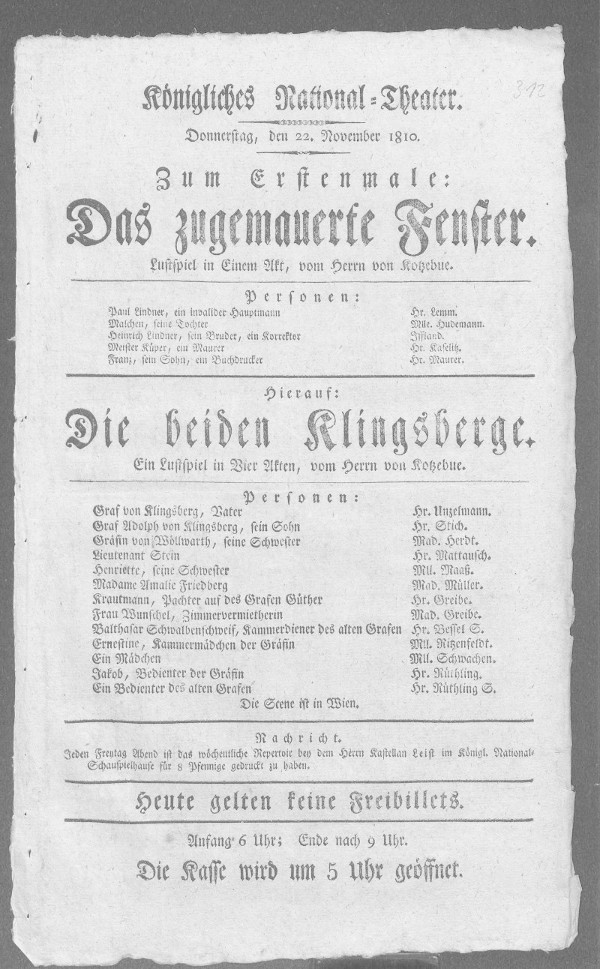 312
Königliches National-Theater.
Donnerstag, den 22. November 1810.
Zum Erstenmale:
Das zugemauerte Fenster.
Lustspiel in Einem Akt, vom Herrn von Kotzebue.
Personen:
Paul Lindner, ein invalider Hauptmann Hr. Lemm.
Malchen, seine Tochter Mlle. Hudemann.
Heinrich Lindner, sein Bruder, ein Korrektor Iffland.
Meister Küper, ein Maurer Hr. Kaselitz.
Franz, sein Sohn, ein Buchdrucker Hr. Maurer.
Hierauf:
Die beiden Klingsberge.
Ein Lustspiel in Vier Akten, vom Herrn von Kotzebue.
Personen:
Graf von Klingsberg, Vater Hr. Unzelmann.
Graf Adolph von Klingsberg, sein Sohn Hr. Stich.
Gräfin von Wöllwarth, seine Schwester Mad. Herdt.
Lieutenant Stein Hr. Mattausch.
Henriette, seine Schwester Mll. Maaß.
Madame Amalie Friedberg Mad. Müller.
Krautmann, Pachter auf des Grafen Güther Hr. Greibe.
Frau Wunschel, Zimmervermietherin Mad. Greibe.
Balthasar Schwalbenschweif, Kammerdiener des alten Grafen Hr. Bessel S.
Ernestine, Kammermädchen der Gräfin Mll. Ritzenfeldt.
Ein Mädchen Mll. Schwachen.
Jakob, Bedienter der Gräfin Hr. Rüthling.
Ein Bedienter des alten Grafen Hr. Rüthling S.
Die Scene ist in Wien.
Nachricht.
Jeden Freytag Abend ist das wöchentliche Repertoir bey dem Herrn Kastellan Leist im Königl. National-
Schauspielhause für 8 Pfennige gedruckt zu haben.
Heute gelten keine Freibillets.
Anfang 6 Uhr; Ende nach 9 Uhr.
Die Kasse wird um 5 Uhr geöffnet.